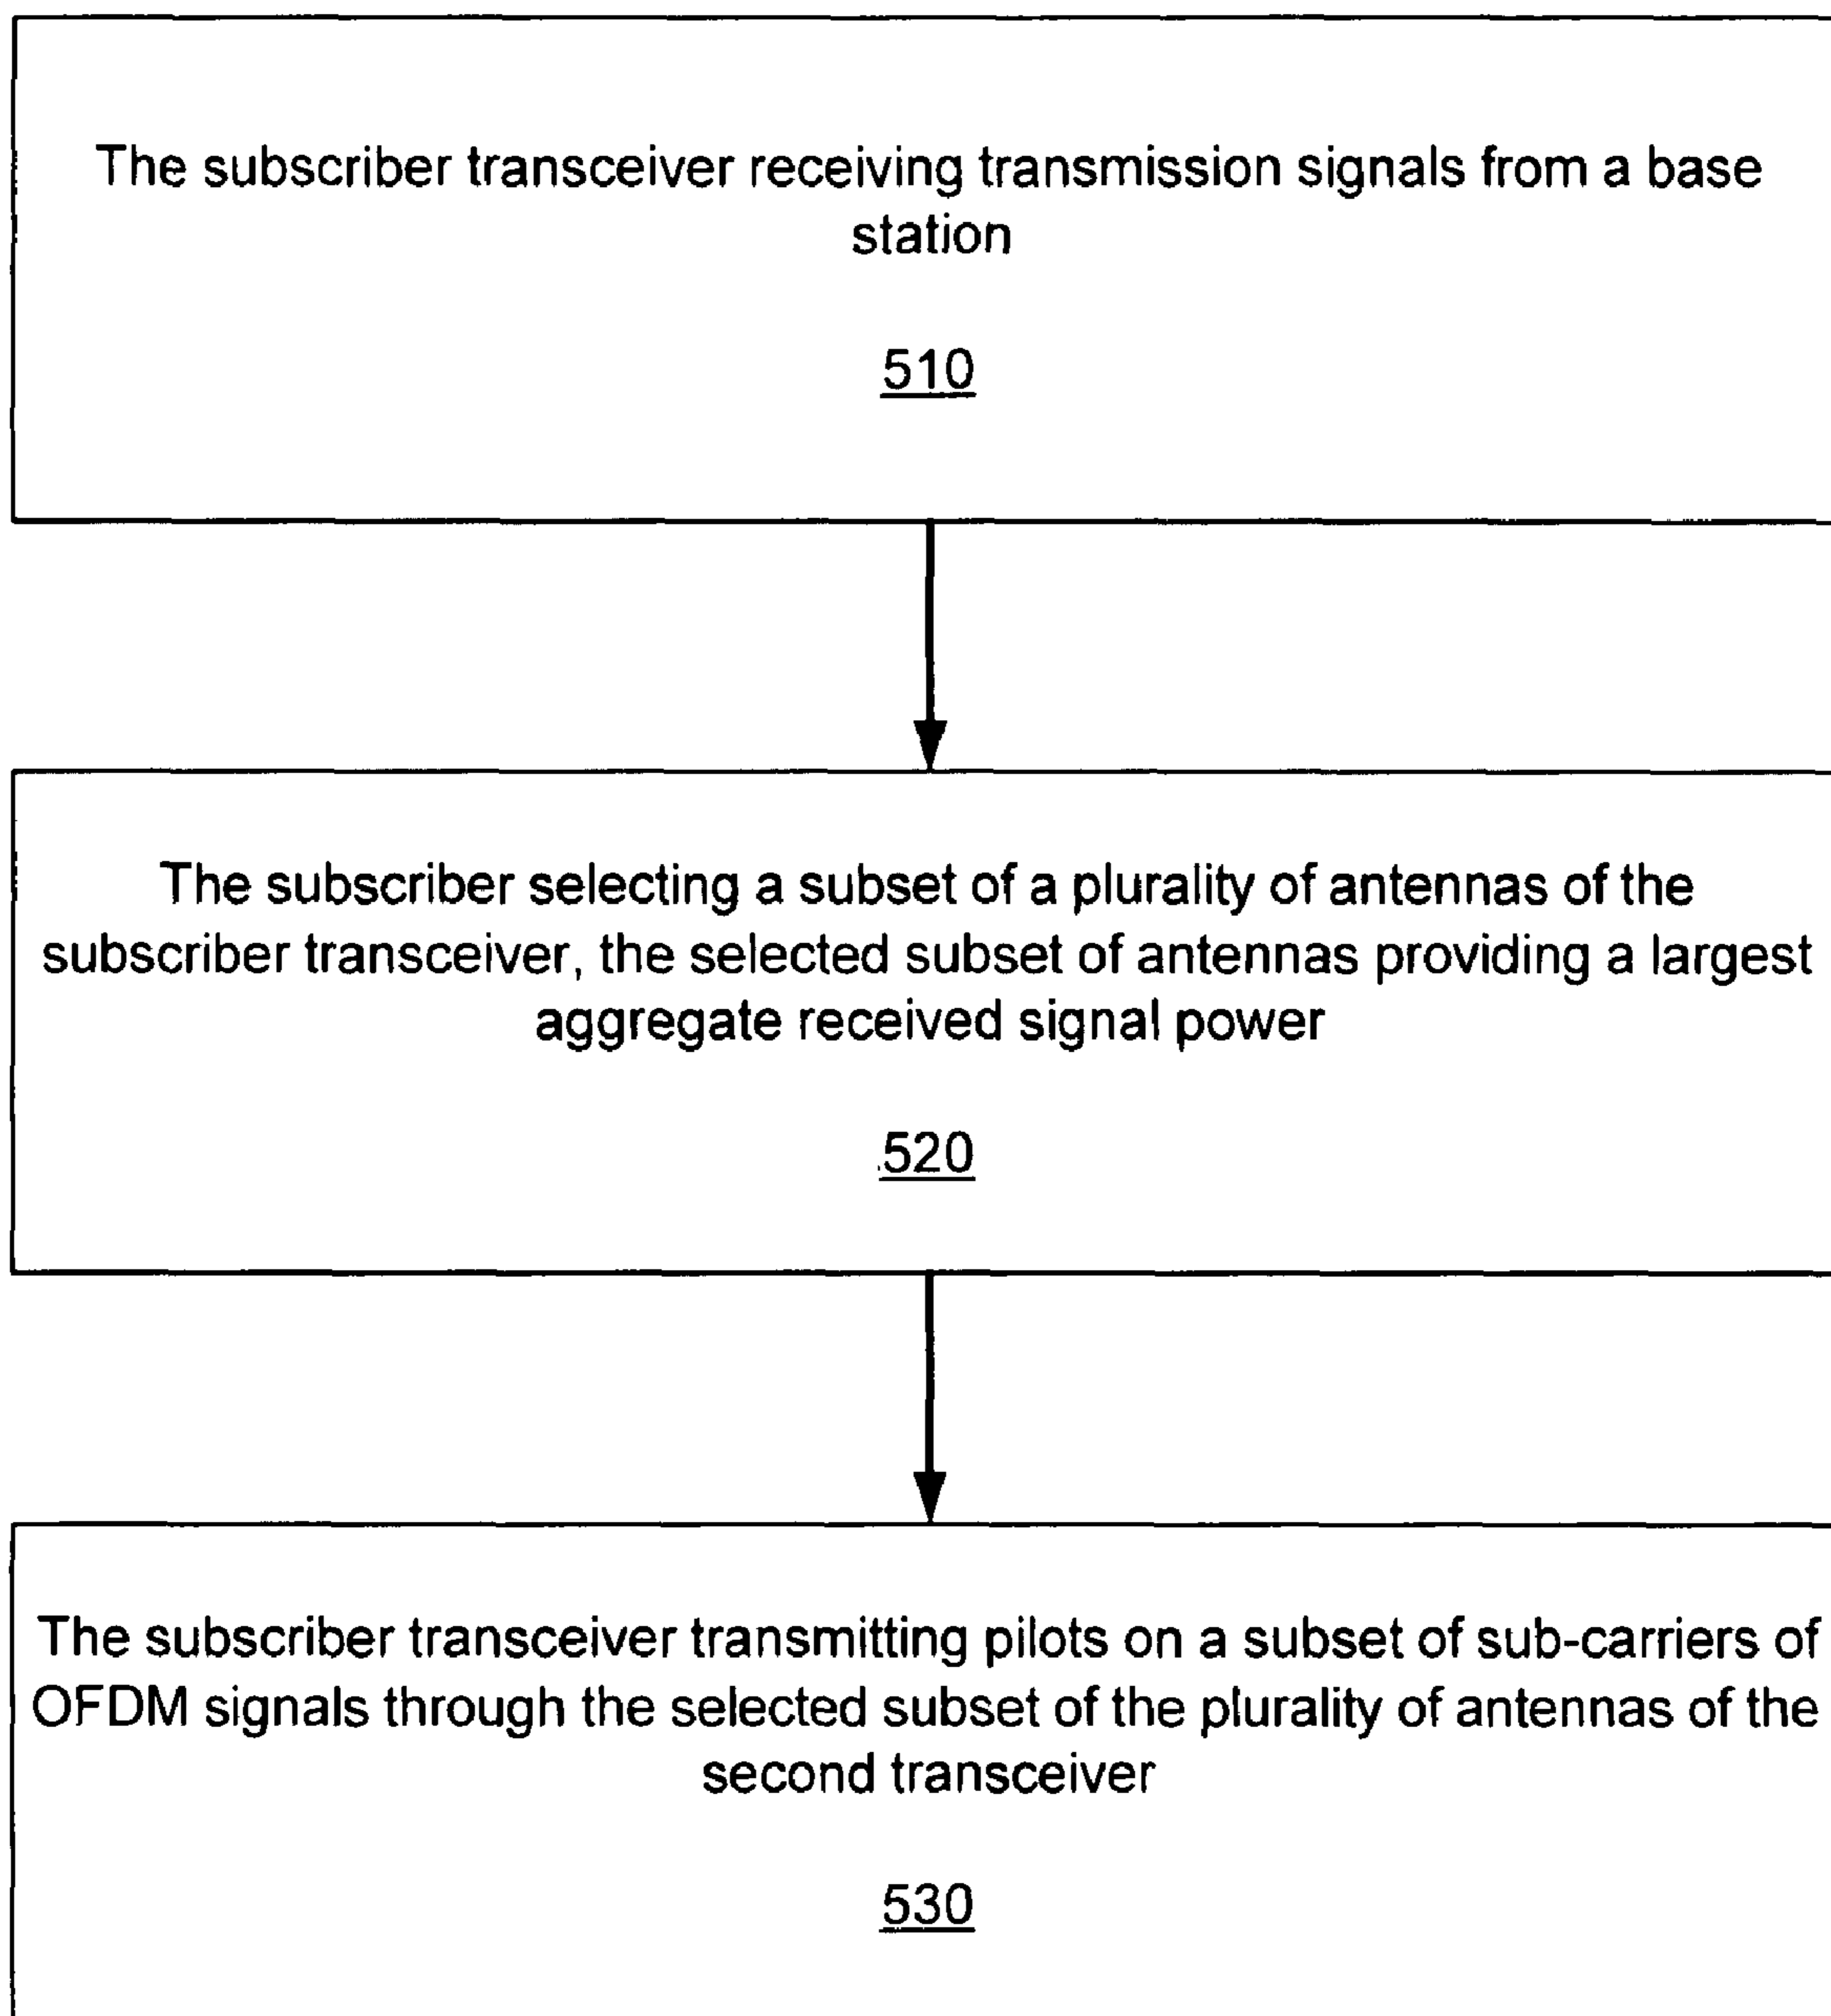 The subscriber transceiver receiving transmission signals from a base
station
510
The subscriber selecting a subset of a plurality of antennas of the
subscriber transceiver, the selected subset of antennas providing a largest
aggregate received signal power
520
The subscriber transceiver transmitting pilots on a subset of sub-carriers of
OFDM signals through the selected subset of the plurality of antennas of the
second transceiver
530